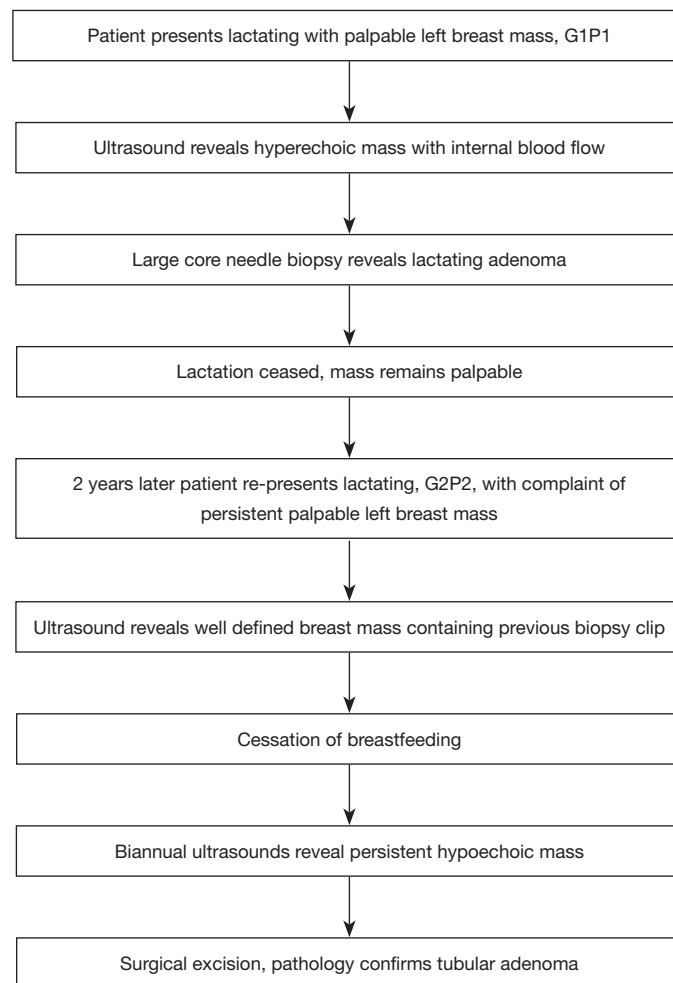 Patient presents lactating with palpable left breast mass, G1P1
Ultrasound reveals hyperechoic mass with internal blood flow
Large core needle biopsy reveals lactating adenoma
Lactation ceased, mass remains palpable
2 years later patient re-presents lactating, G2P2, with complaint of
persistent palpable left breast mass
Ultrasound reveals well defined breast mass containing previous biopsy clip
Cessation of breastfeeding
Biannual ultrasounds reveal persistent hypoechoic mass
Surgical excision, pathology confirms tubular adenoma